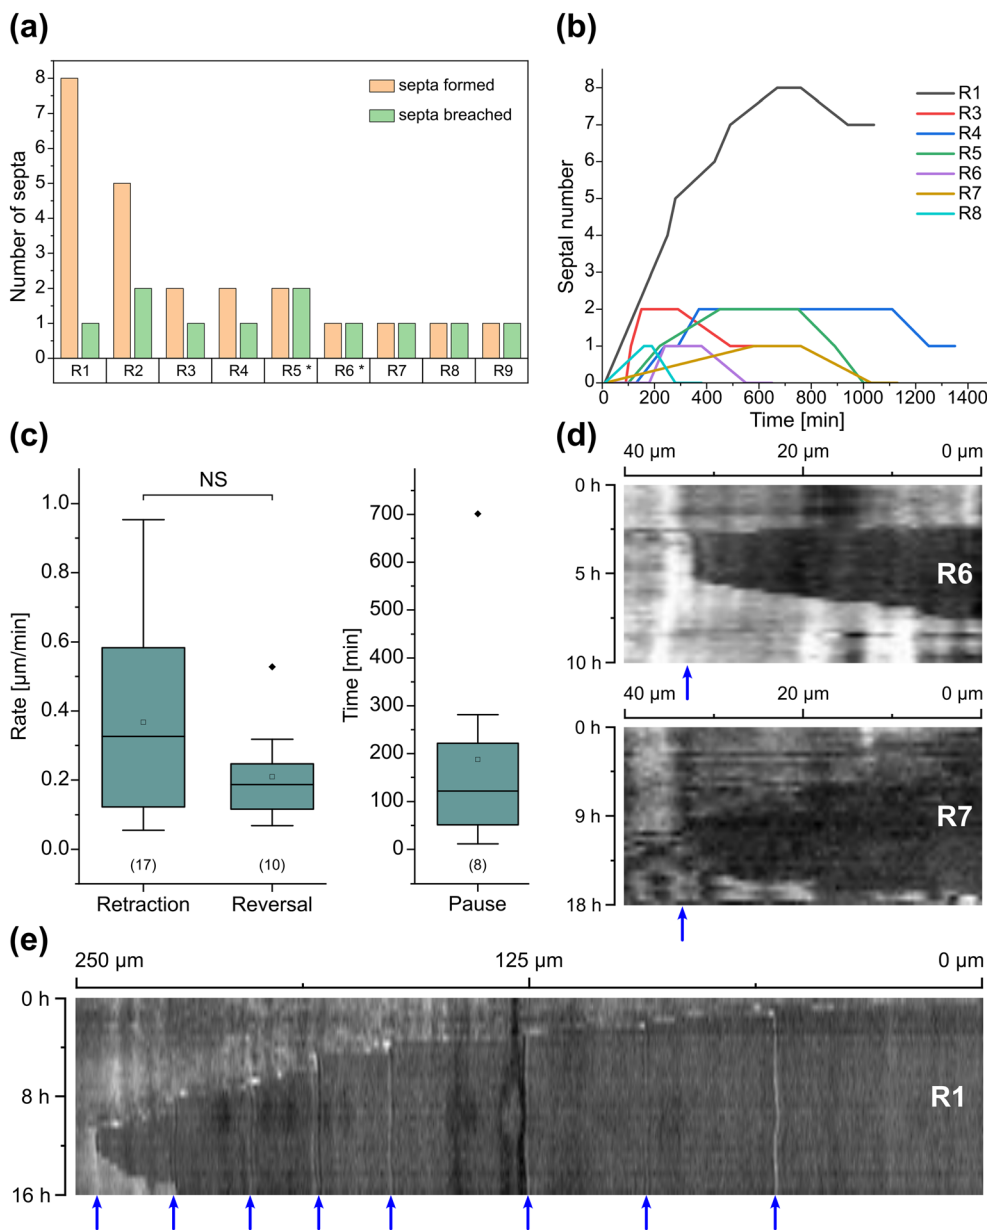 (a)
Number of septa
8
7
6
5
4
3
2
1
0
septa formed
septa breached
R1 R2 R3 R4 R5 * R6 * R7 R8 R9
(b)
Septal number
8
7
6
5
4
3
2
1
0
R1
R3
R4
R5
R6
R7
R8
0 200 400 600 800 1000 1200 1400
Time [min]
(c)
Rate [µm/min]
1.0
0.8
0.6
0.4
0.2
0.0
NS
(17) (10)
Retraction Reversal
Time [min]
700
600
500
400
300
200
100
0
(8)
Pause
(d)
40 µm 20 µm 0 µm
0 h
5 h
10 h
R6
40 µm 20 µm 0 µm
0 h
9 h
18 h
R7
(e)
250 µm 125 µm 0 µm
0 h
8 h
16 h
R1